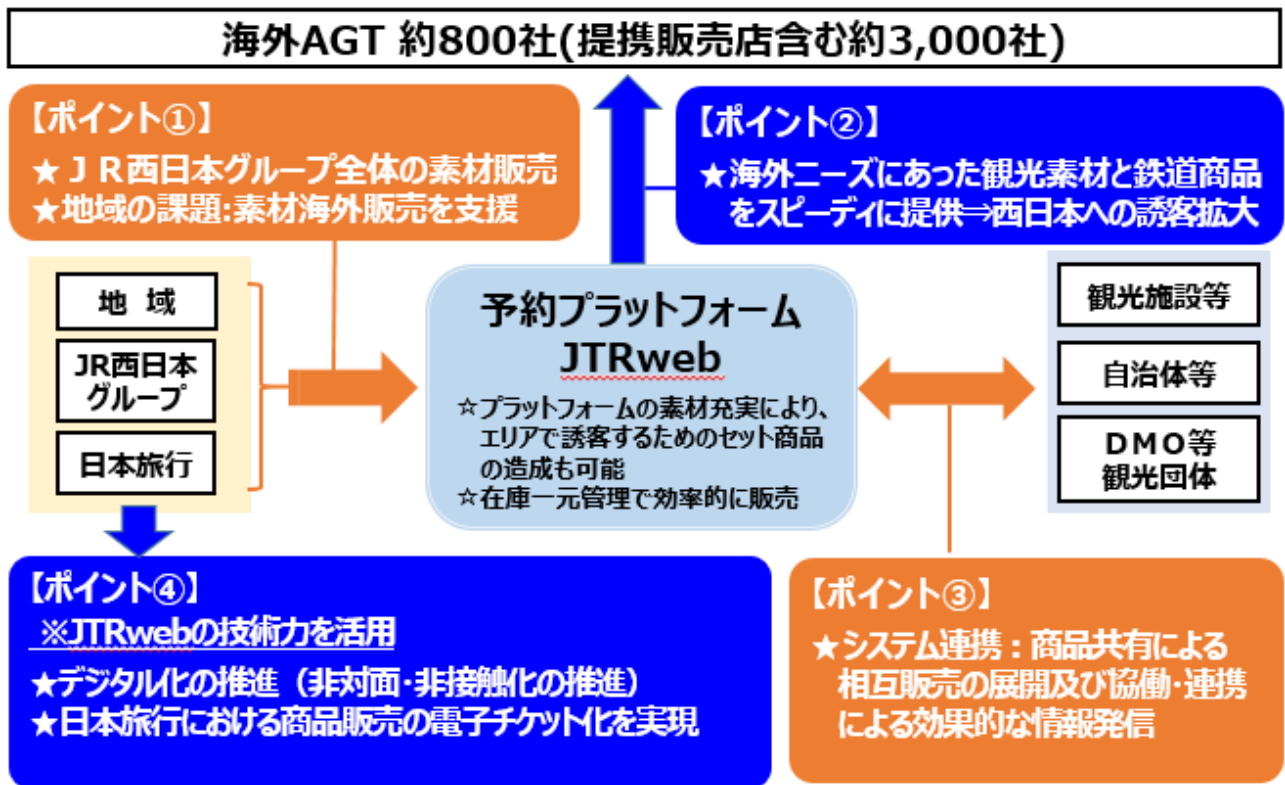 海外AGT 約800社(提携販売店含む約3,000社)
【ポイント①】
★ＪＲ西日本グループ全体の素材販売
★地域の課題:素材海外販売を支援
【ポイント②】
★海外ニーズにあった観光素材と鉄道商品
をスピーディに提供⇒西日本への誘客拡大
地 域
JR西日本
グループ
日本旅行
予約プラットフォーム
JTRweb
☆プラットフォームの素材充実により、
エリアで誘客するためのセット商品
の造成も可能
☆在庫一元管理で効率的に販売
観光施設等
自治体等
ＤＭＯ等
観光団体
【ポイント④】
※JTRwebの技術力を活用
★デジタル化の推進（非対面･非接触化の推進）
★日本旅行における商品販売の電子チケット化を実現
【ポイント③】
★システム連携：商品共有による
相互販売の展開及び協働･連携
による効果的な情報発信